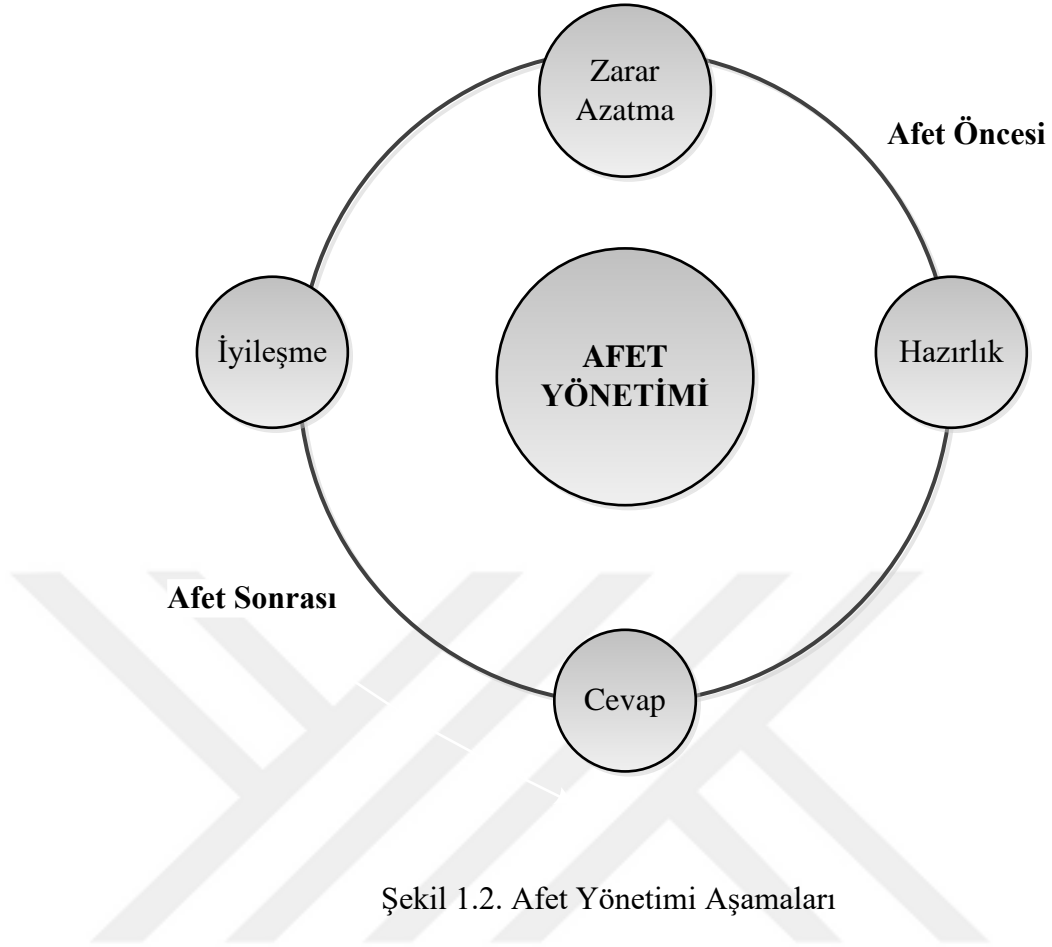 Zarar
Azatma
Afet Öncesi
İyileşme
AFET
YÖNETİMİ
Hazırlık
Afet Sonrası
Cevap
Şekil 1.2. Afet Yönetimi Aşamaları